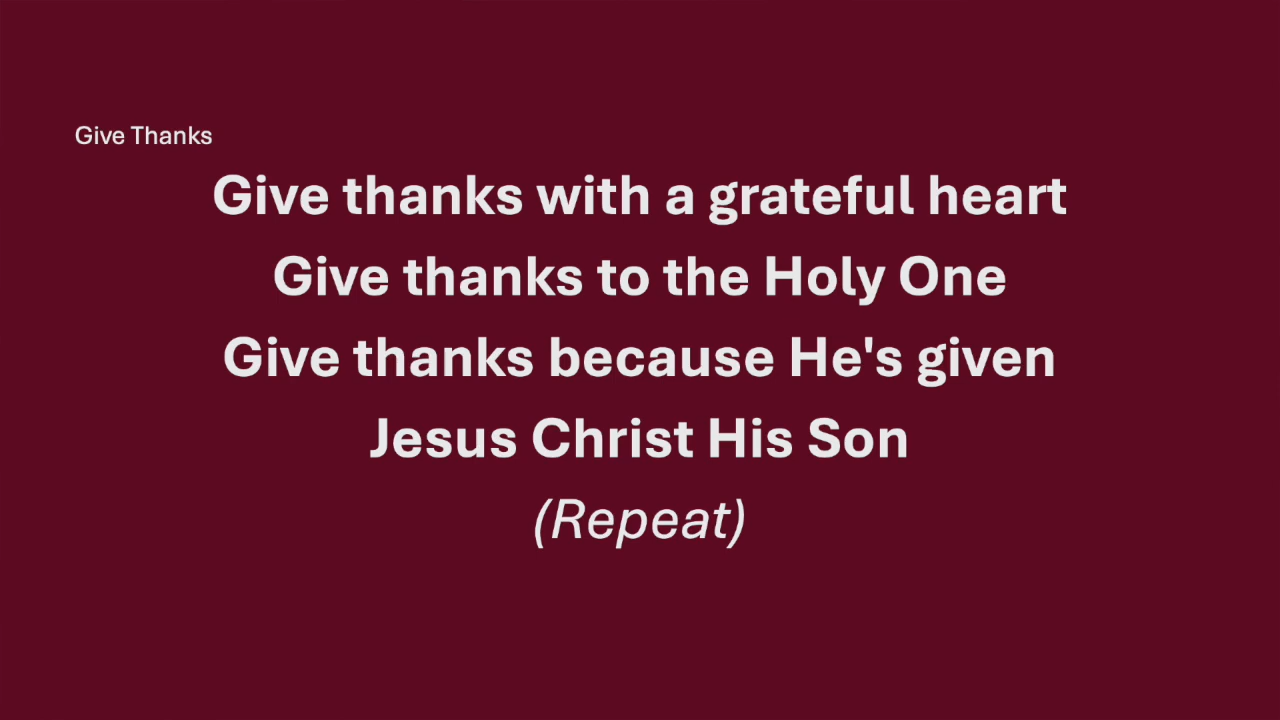 Give Thanks
Give thanks with a grateful heart
Give thanks to the Holy One
Give thanks because He's given
Jesus Christ His Son
(Repeat)